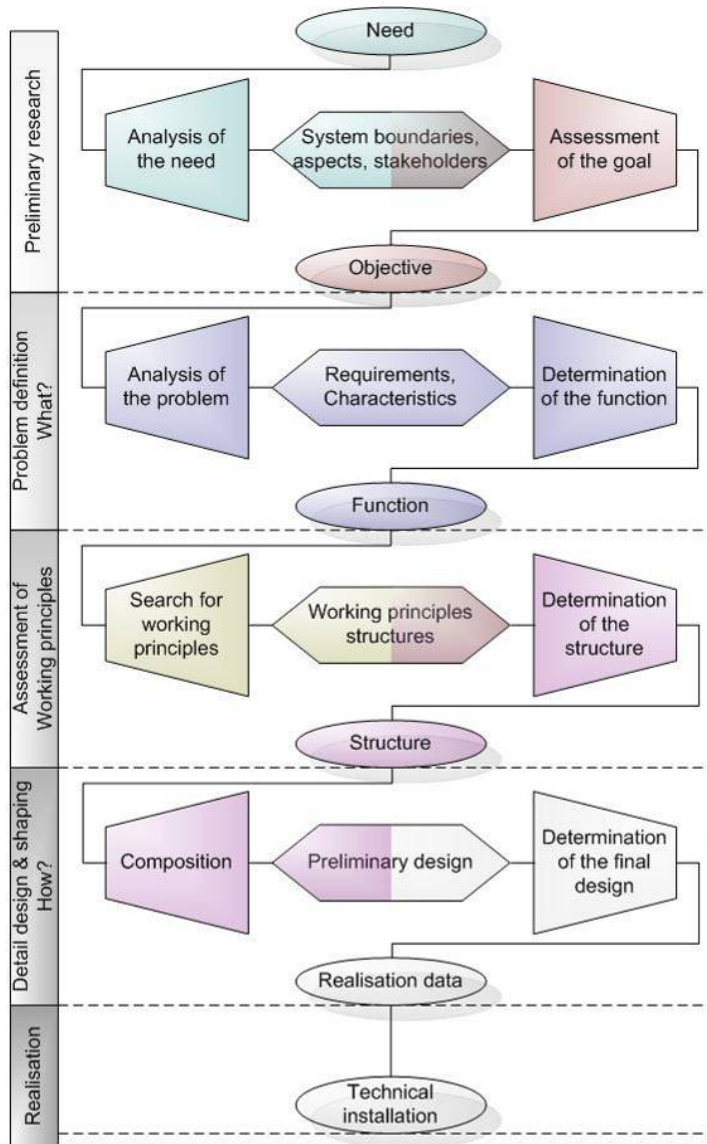 Need
Preliminary research
Analysis of
the need
System boundaries,
aspects, stakeholders
Assessment
of the goal
Objective
Problem definition
What?
Analysis of
the problem
Requirements,
Characteristics
Determination
of the function
Function
Assessment of
Working principles
Search for
working
principles
Working principles
structures
Determination
of the
structure
Structure
Detail design & shaping
How?
Composition
Preliminary design
Determination
of the final
design
Realisation data
Realisation
Technical
installation